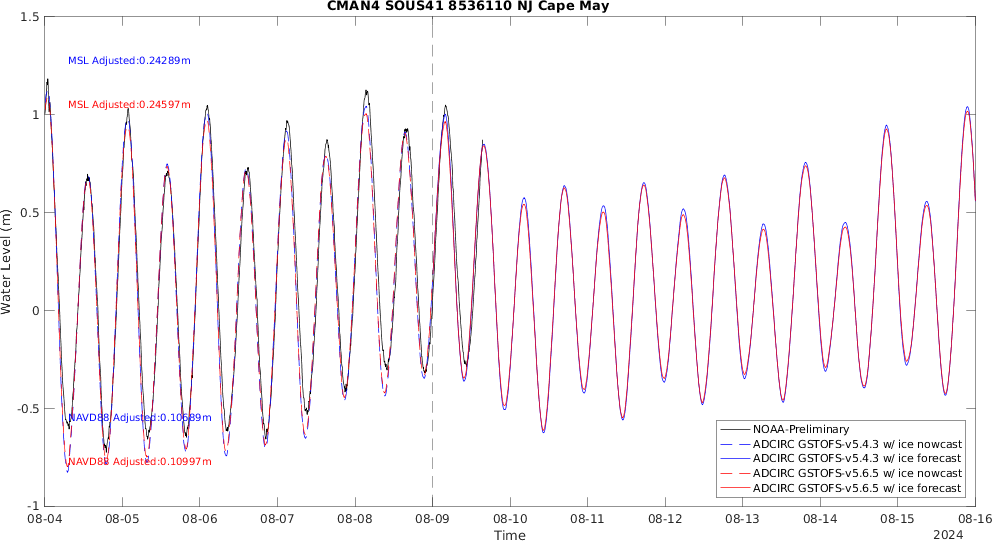 CMAN4 SOUS41 8536110 NJ Cape May
1.5
MSL Adjusted:0.24289m
MSL Adjusted:0.24597m
1
0.5
Water Level (m)
0
-0.5
NAVD88 Adjusted:0.10689m
NAVD88 Adjusted:0.10997m
NOAA-Preliminary
ADCIRC GSTOFS-v5.4.3 w/ ice nowcast
ADCIRC GSTOFS-v5.4.3 w/ ice forecast
ADCIRC GSTOFS-v5.6.5 w/ ice nowcast
ADCIRC GSTOFS-v5.6.5 w/ ice forecast
-1
08-04 08-05 08-06 08-07 08-08 08-09 08-10 08-11 08-12 08-13 08-14 08-15 08-16
Time
2024